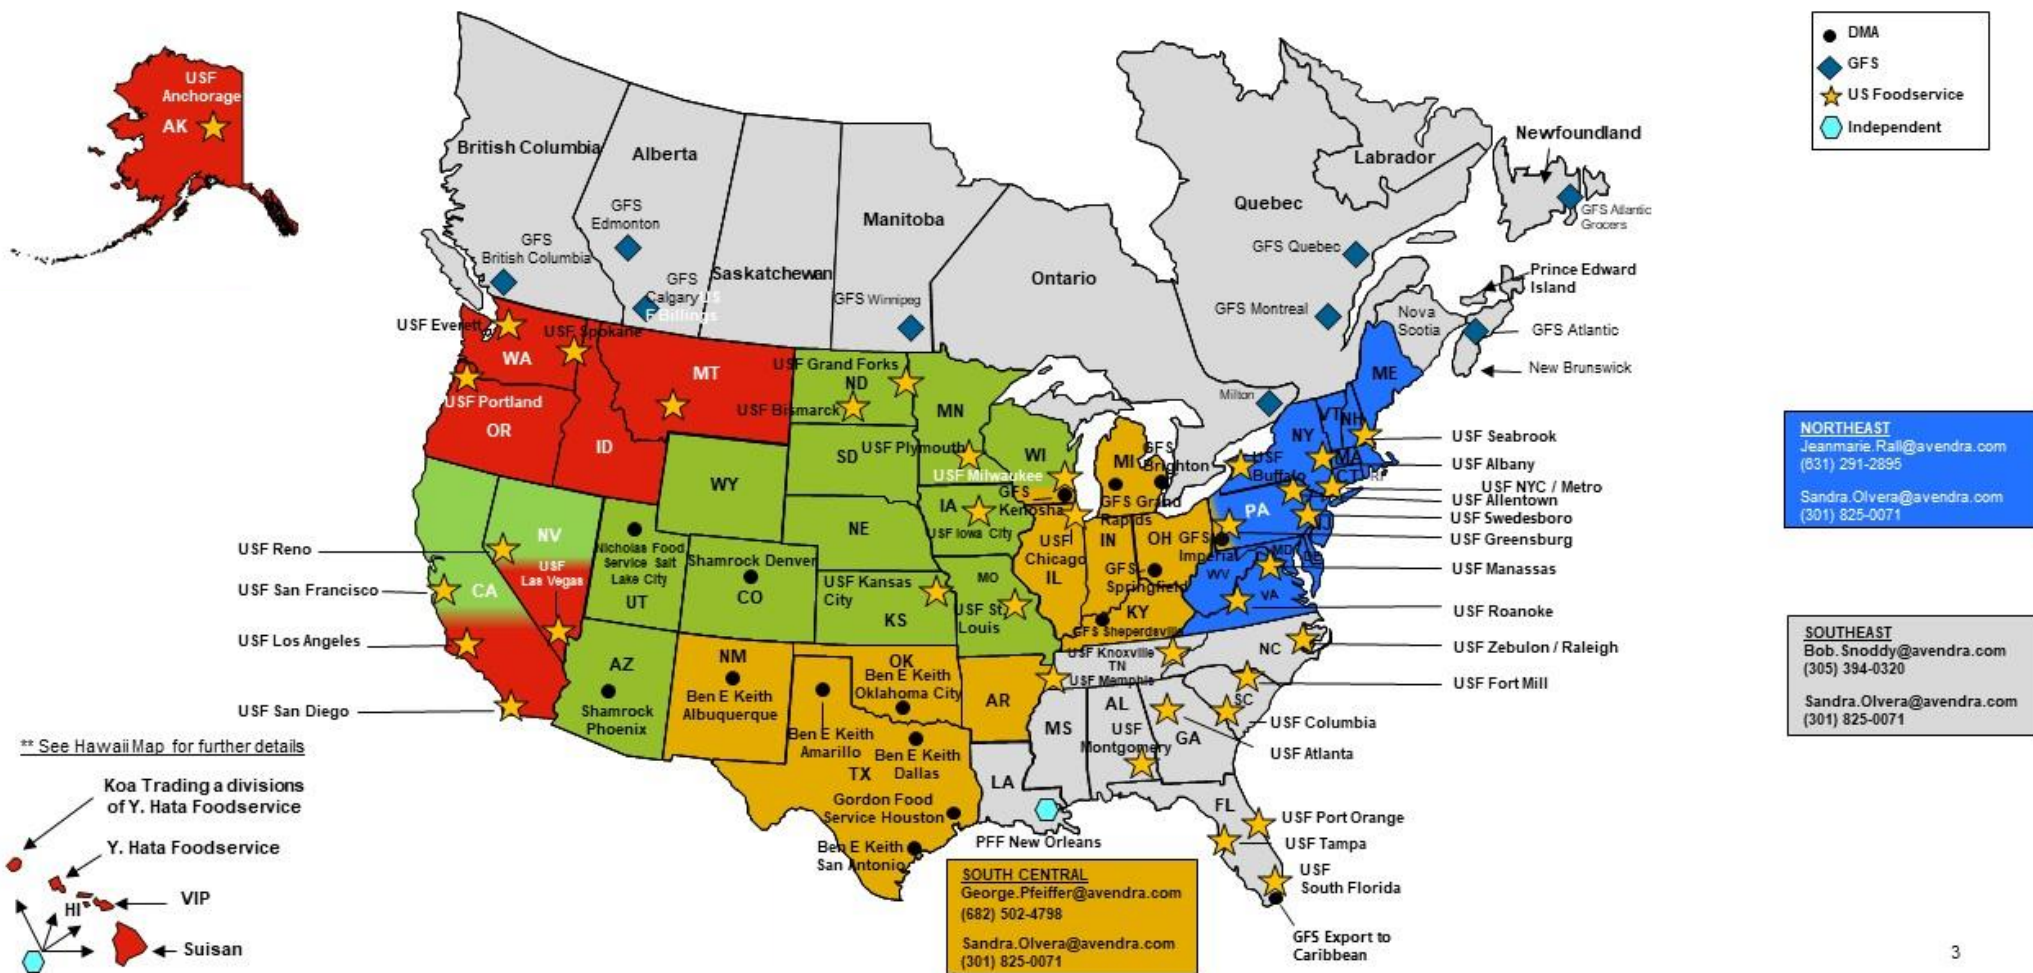 USF
Anchorage
AK
British Columbia
Alberta
GFS
Edmonton
GFS
British Columbia
GFS
Calgary US
F Billings
Saskatchewan
Manitoba
GFS Winnipeg
Ontario
Quebec
Labrador
Newfoundland
GFS Quebec
GFS Montreal
GFS Atlantic
Grocers
Prince Edward
Island
Nova
Scotia
GFS Atlantic
New Brunswick
Milton
DMA
GFS
US Foodservice
Independent
USF Everett
USF Spokane
WA
USF Portland
OR
ID
MT
USF Grand Forks
ND
USF Bismarck
MN
SD
USF Plymouth
WI
USF Milwaukee
MI
GFS
Brighton
GFS
Kenosha
GFS Grand
Rapids
WY
NE
IA
USF Iowa City
NV
USF
Las Vegas
CA
Nicholas Food
Service Salt
Lake City
UT
Shamrock Denver
CO
USF Kansas
City
KS
MO
USF St.
Louis
USF
Chicago
IL
IN
OH
GFS
Springfield
GFS
Imperial
KY
GFS Sheperdsville
ME
VT
NH
NY
MA
CT
RI
USF
Buffalo
PA
MD
DE
WV
VA
USF Seabrook
USF Albany
USF NYC / Metro
USF Allentown
USF Swedesboro
USF Greensburg
USF Manassas
USF Roanoke
USF Zebulon / Raleigh
USF Fort Mill
USF Columbia
USF Atlanta
USF Reno
USF San Francisco
USF Los Angeles
USF San Diego
AZ
Shamrock
Phoenix
NM
Ben E Keith
Albuquerque
OK
Ben E Keith
Oklahoma City
Ben E Keith
Amarillo
Ben E Keith
Dallas
TX
Gordon Food
Service Houston
Ben E Keith
San Antonio
AR
USF Knoxville
TN
USF Memphis
NC
SC
MS
AL
USF
Montgomery
GA
LA
PFF New Orleans
FL
USF Port Orange
USF Tampa
USF
South Florida
GFS Export to
Caribbean
** See Hawaii Map for further details
Koa Trading a divisions
of Y. Hata Foodservice
Y. Hata Foodservice
HI
VIP
Suisan
NORTHEAST
Jeanmarie.Rall@avendra.com
(631) 291-2895
Sandra.Olvera@avendra.com
(301) 825-0071
SOUTHEAST
Bob.Snoddy@avendra.com
(305) 394-0320
Sandra.Olvera@avendra.com
(301) 825-0071
SOUTH CENTRAL
George.Pfeiffer@avendra.com
(682) 502-4798
Sandra.Olvera@avendra.com
(301) 825-0071
3